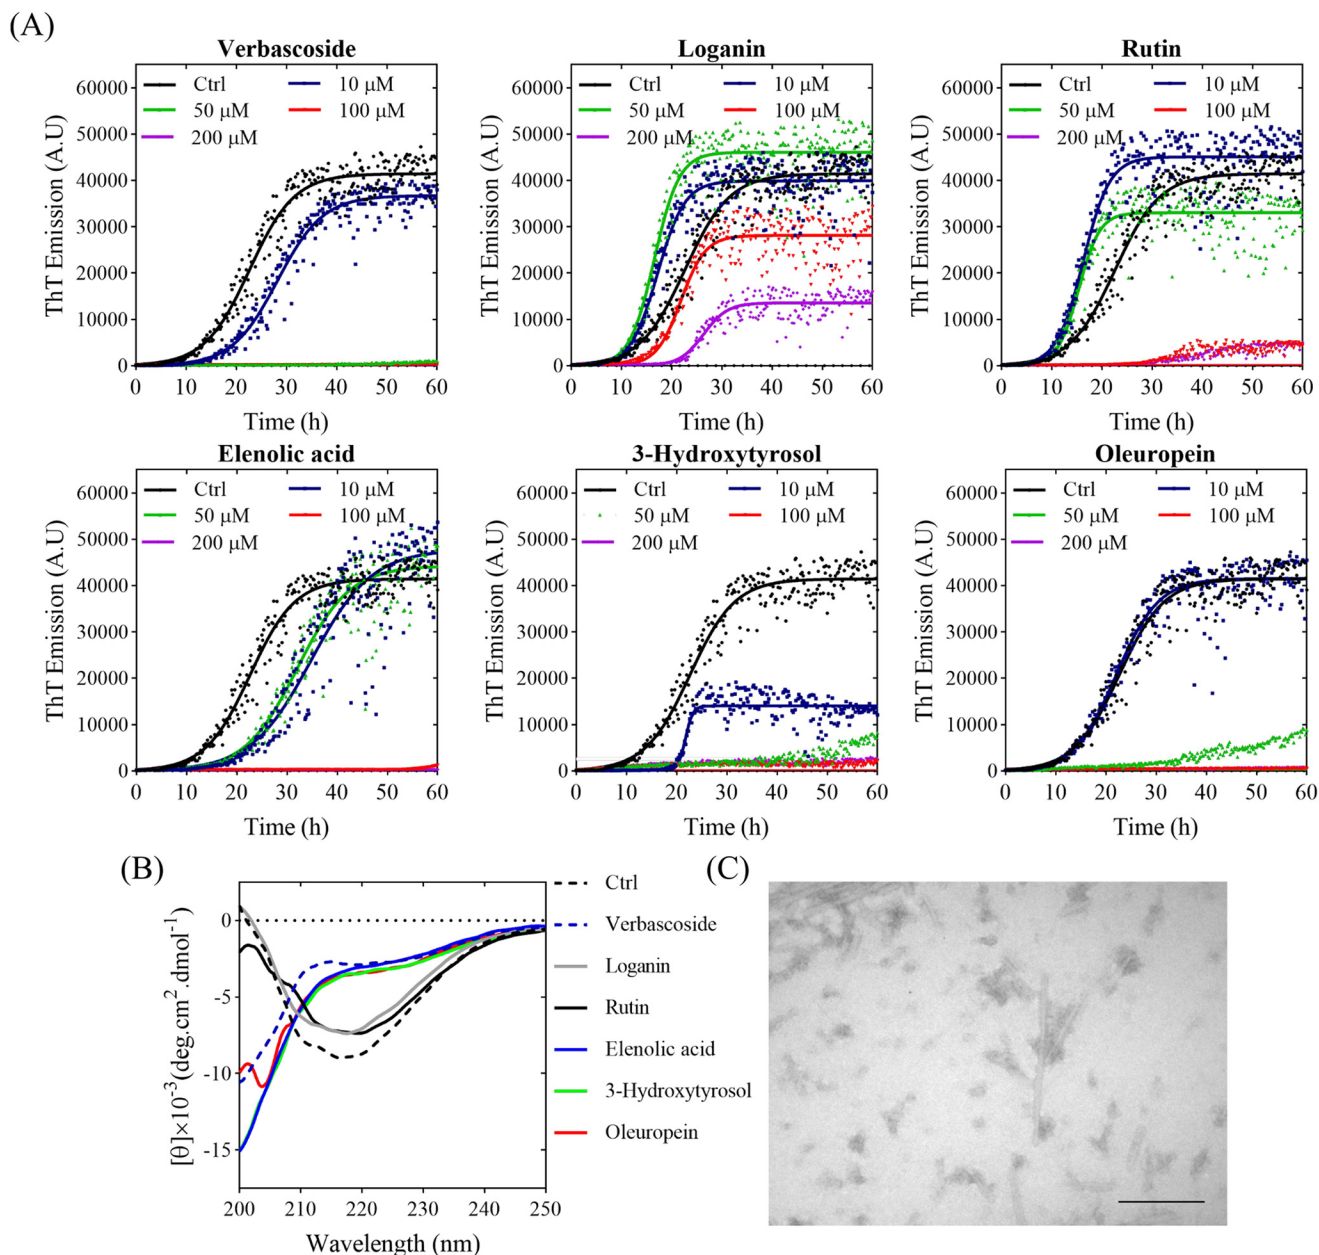 (A)
Verbascoside
Ctrl 10 µM
50 µM 100 µM
200 µM
ThT Emission (A.U)
60000
50000
40000
30000
20000
10000
0
0 10 20 30 40 50 60
Time (h)
Loganin
Ctrl 10 µM
50 µM 100 µM
200 µM
ThT Emission (A.U)
60000
50000
40000
30000
20000
10000
0
0 10 20 30 40 50 60
Time (h)
Rutin
Ctrl 10 µM
50 µM 100 µM
200 µM
ThT Emission (A.U)
60000
50000
40000
30000
20000
10000
0
0 10 20 30 40 50 60
Time (h)
Elenolic acid
Ctrl 10 µM
50 µM 100 µM
200 µM
ThT Emission (A.U)
60000
50000
40000
30000
20000
10000
0
0 10 20 30 40 50 60
Time (h)
3-Hydroxytyrosol
Ctrl 10 µM
50 µM 100 µM
200 µM
ThT Emission (A.U)
60000
50000
40000
30000
20000
10000
0
0 10 20 30 40 50 60
Time (h)
Oleuropein
Ctrl 10 µM
50 µM 100 µM
200 µM
ThT Emission (A.U)
60000
50000
40000
30000
20000
10000
0
0 10 20 30 40 50 60
Time (h)
(B)
[θ]×10⁻³(deg.cm².dmol⁻¹)
0
-5
-10
-15
200 210 220 230 240 250
Wavelength (nm)
Ctrl
Verbascoside
Loganin
Rutin
Elenolic acid
3-Hydroxytyrosol
Oleuropein
(C)